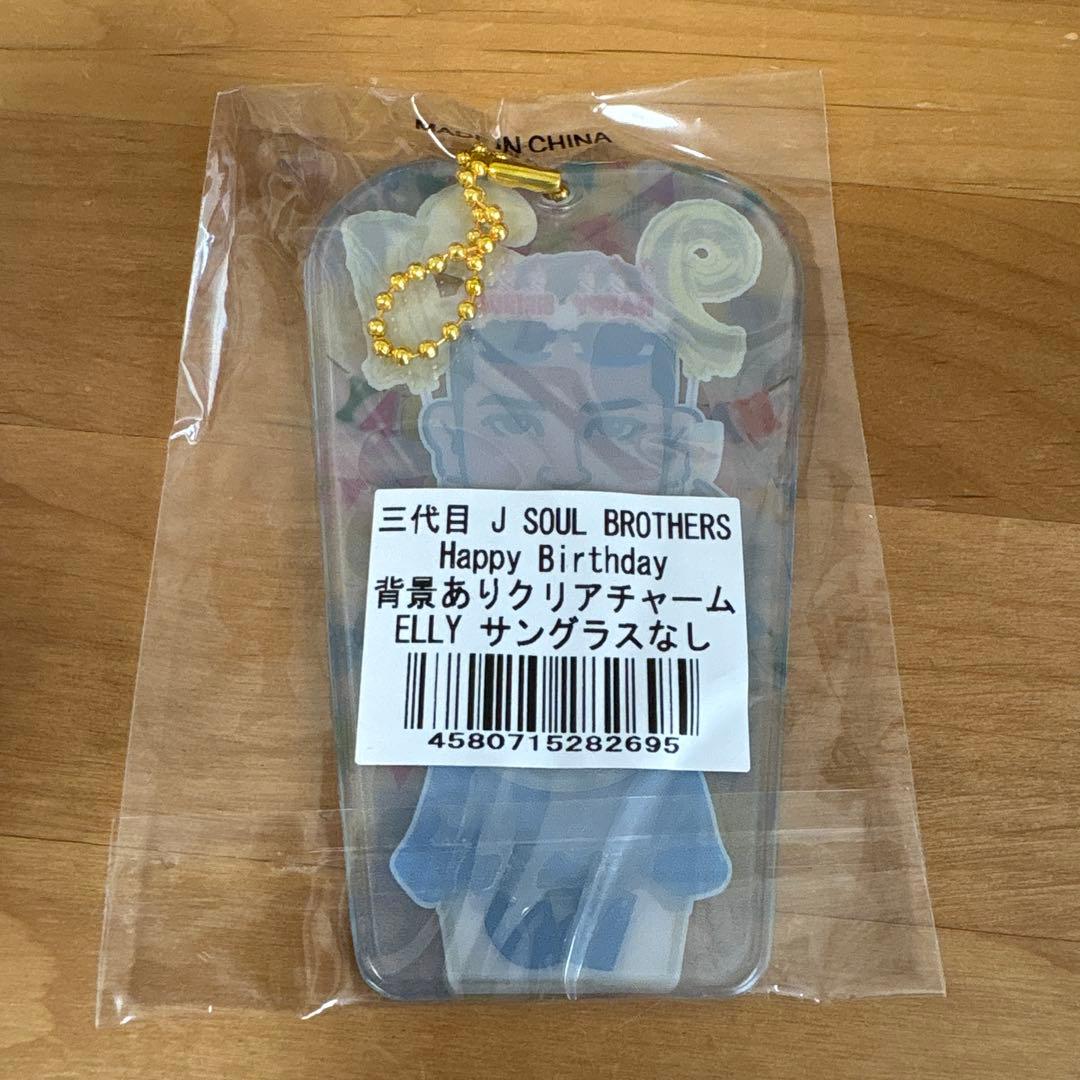 MADE IN CHINA
三代目 J SOUL BROTHERS
Happy Birthday
背景ありクリアチャーム
ELLY サングラスなし
4580715282695